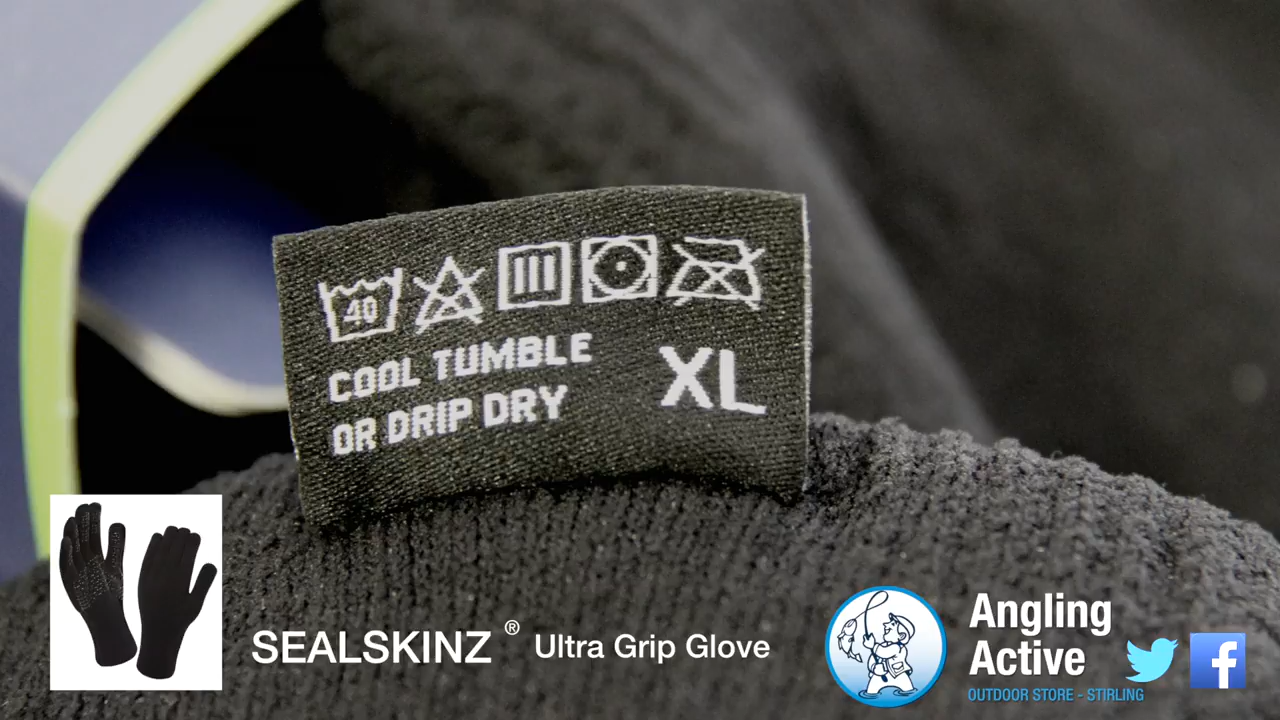 40
COOL TUMBLE
OR DRIP DRY
XL
SEALSKINZ® Ultra Grip Glove
Angling
Active
OUTDOOR STORE - STIRLING
f